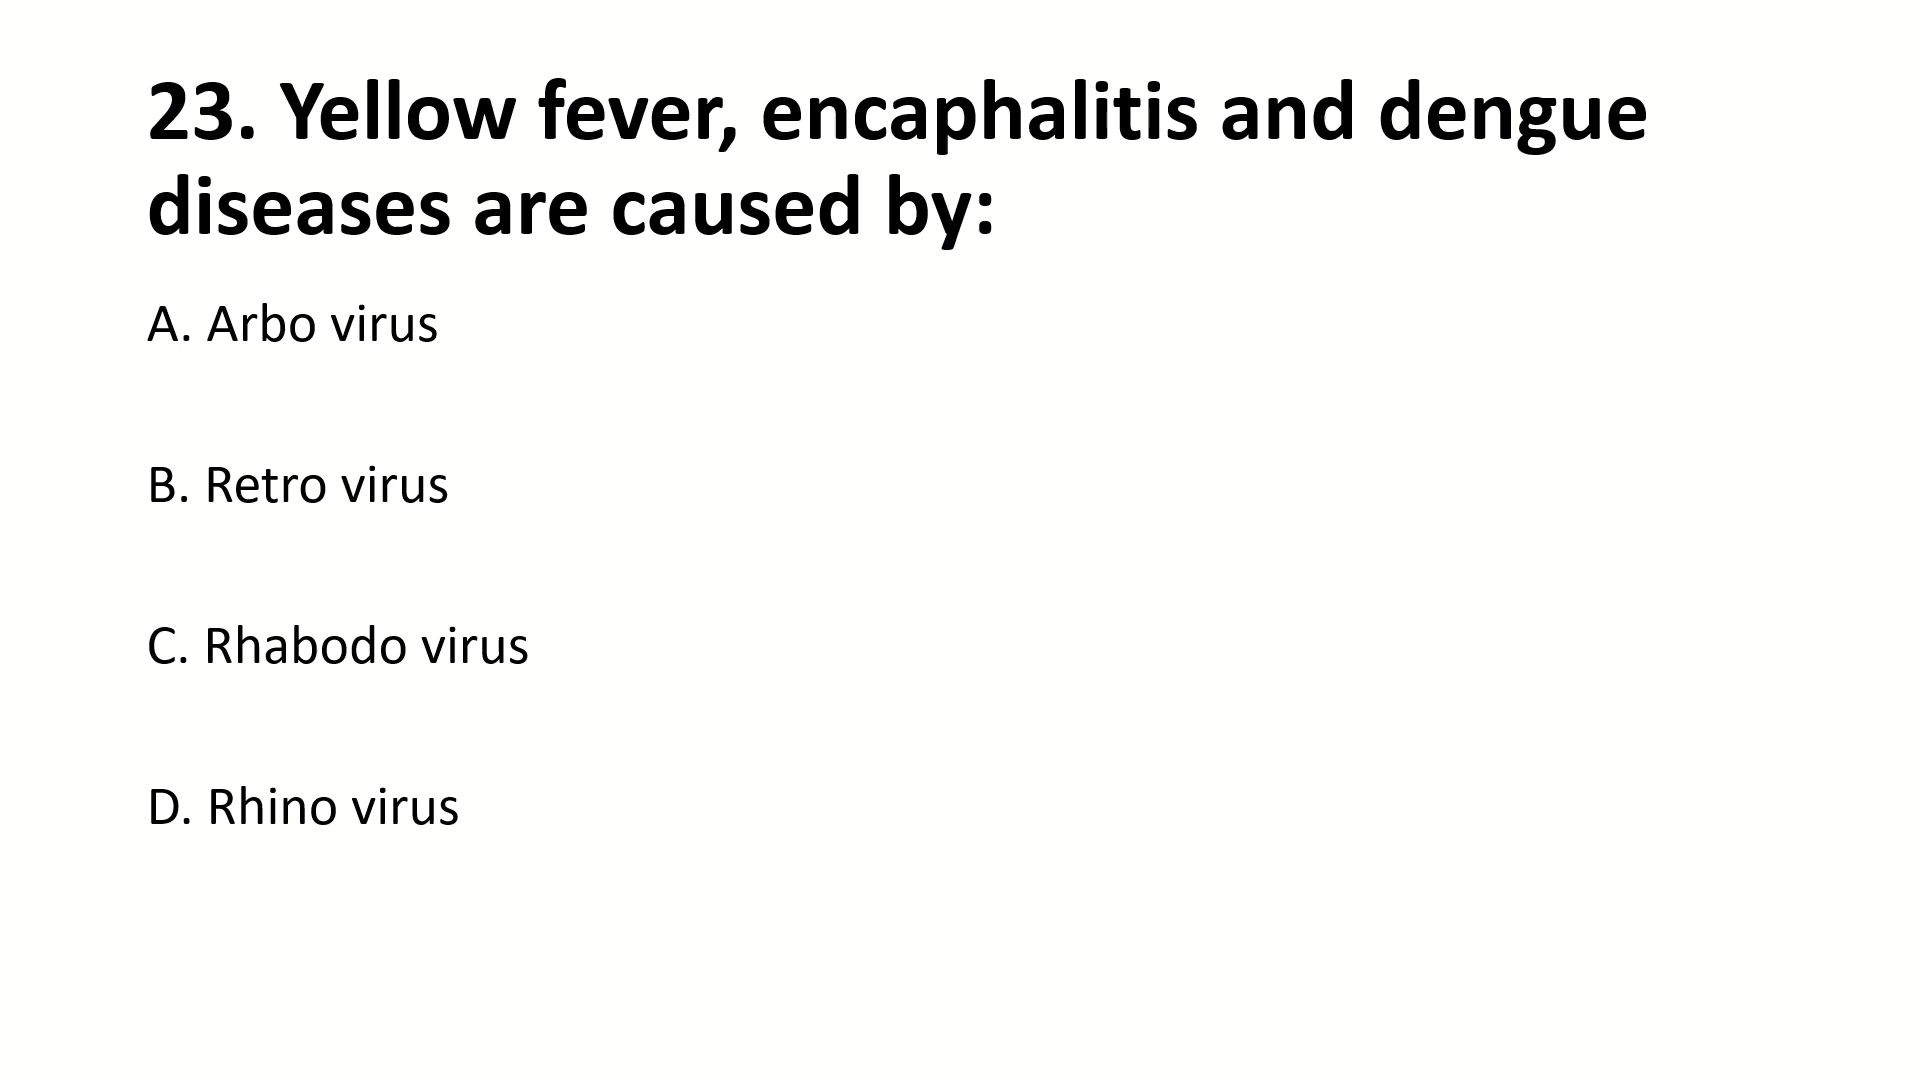 23. Yellow fever, encaphalitis and dengue
diseases are caused by:
A. Arbo virus
B. Retro virus
C. Rhabodo virus
D. Rhino virus